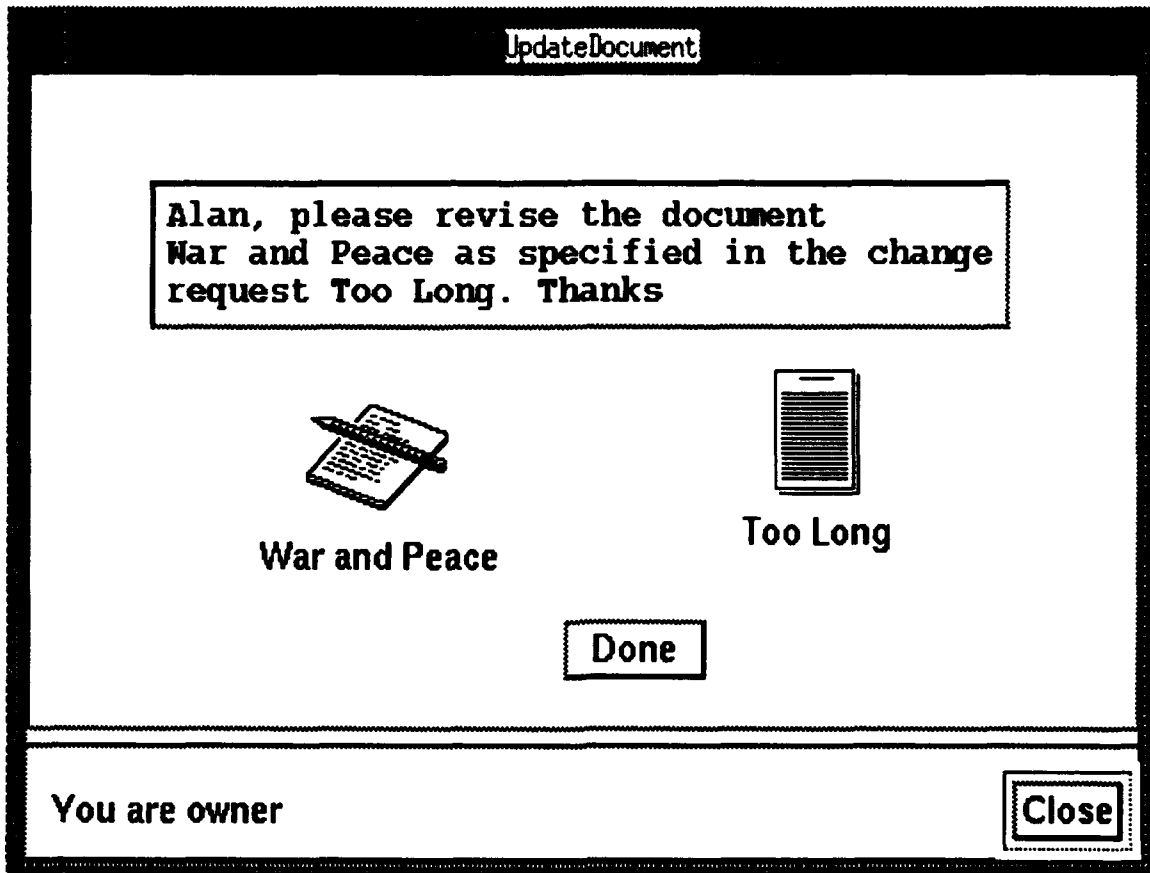 UpdateDocument
Alan, please revise the document
War and Peace as specified in the change
request Too Long. Thanks
War and Peace
Too Long
Done
You are owner
Close